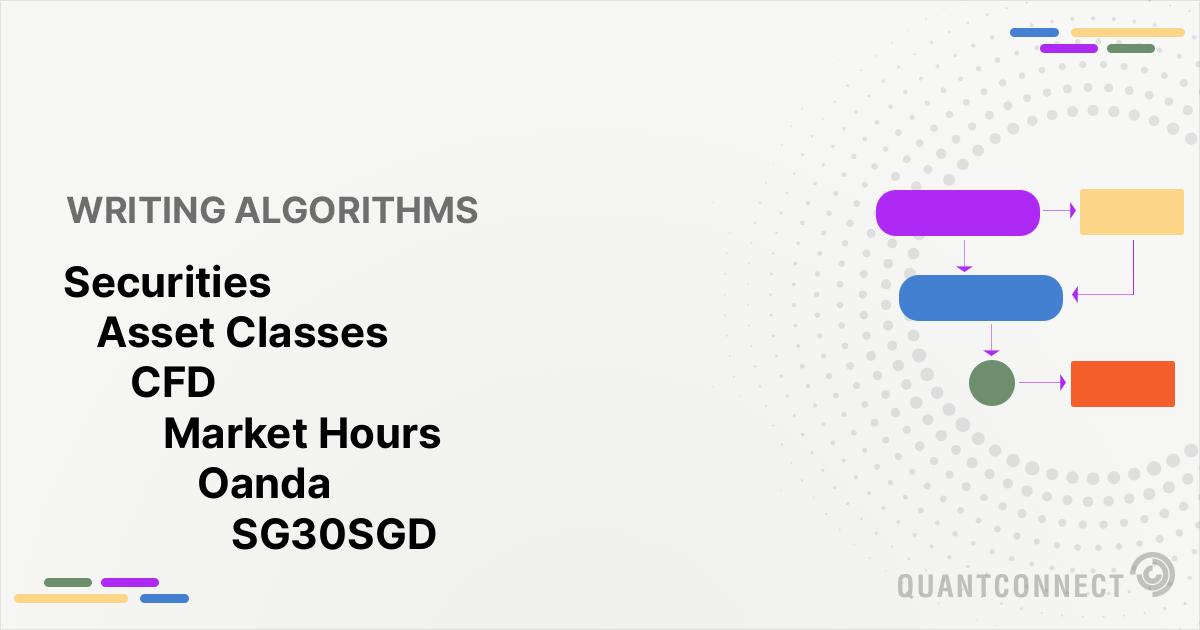 WRITING ALGORITHMS
Securities
Asset Classes
CFD
Market Hours
Oanda
SG30SGD
QUANTCONNECT